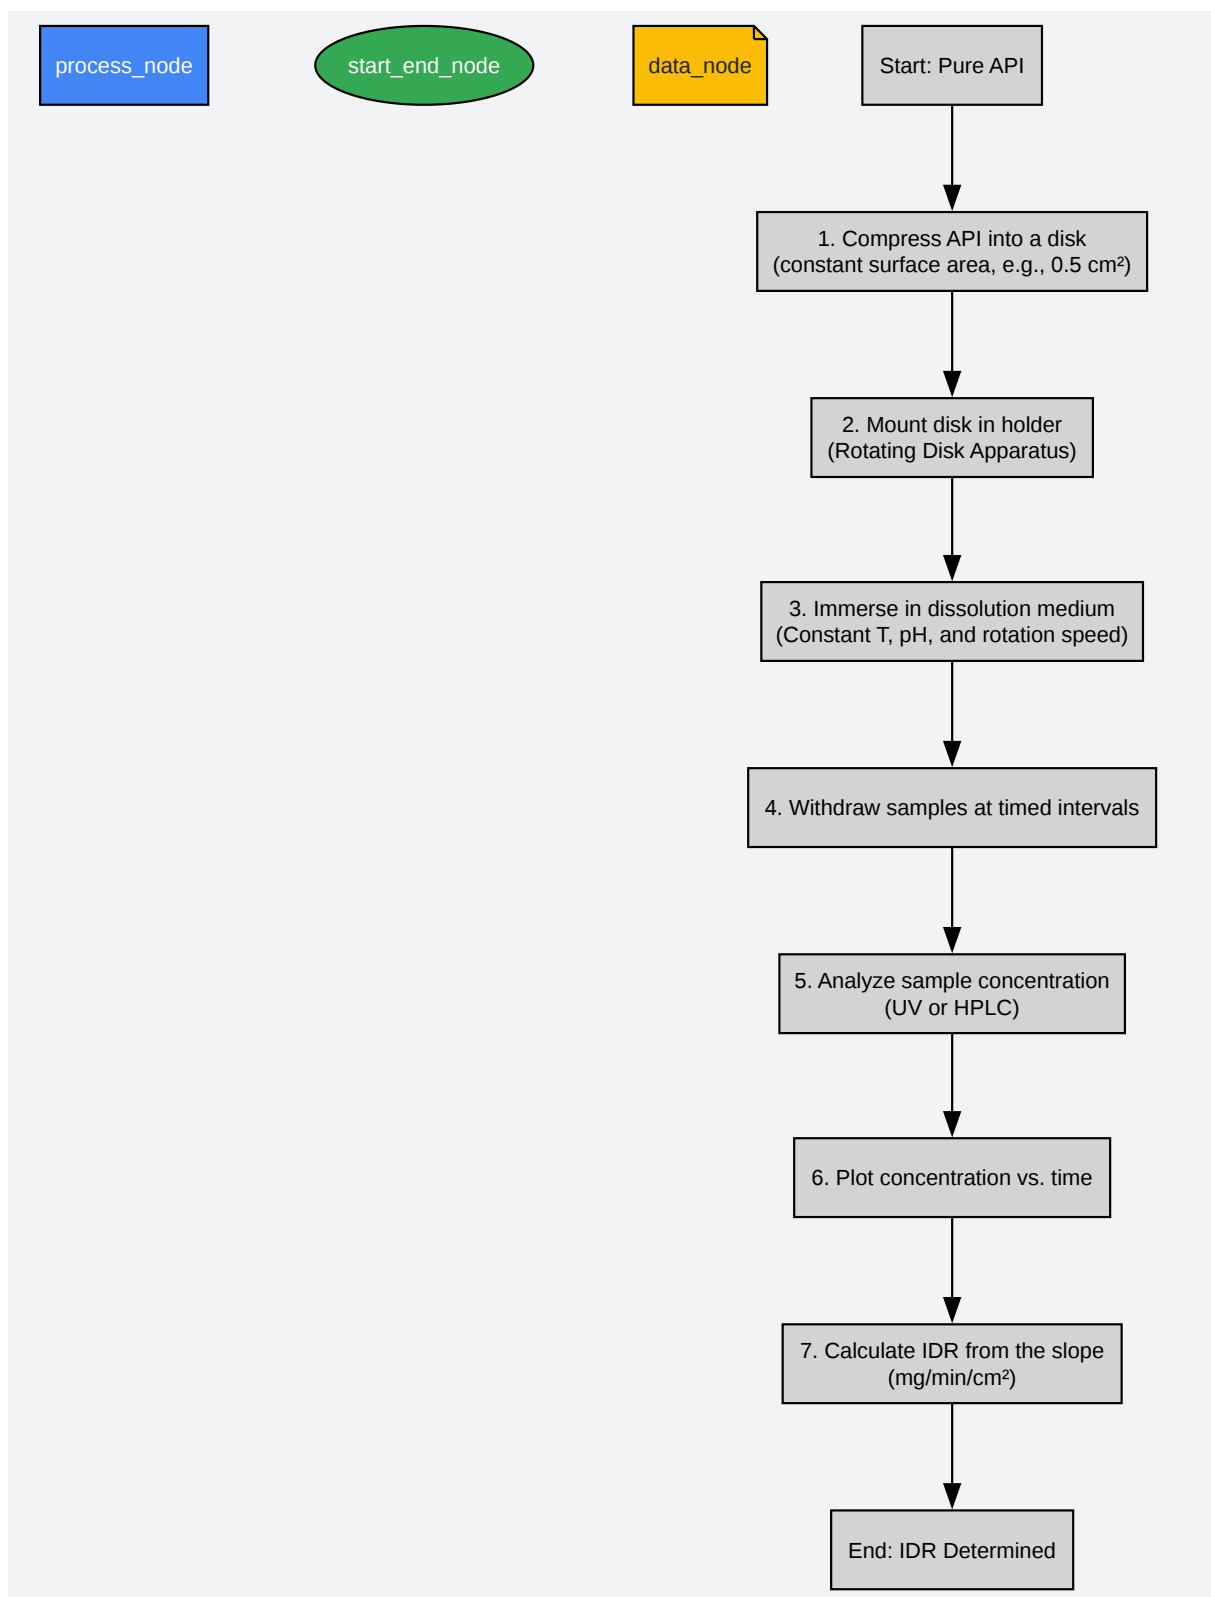 process_node
start_end_node
data_node
Start: Pure API
1. Compress API into a disk
(constant surface area, e.g., 0.5 cm²)
2. Mount disk in holder
(Rotating Disk Apparatus)
3. Immerse in dissolution medium
(Constant T, pH, and rotation speed)
4. Withdraw samples at timed intervals
5. Analyze sample concentration
(UV or HPLC)
6. Plot concentration vs. time
7. Calculate IDR from the slope
(mg/min/cm²)
End: IDR Determined